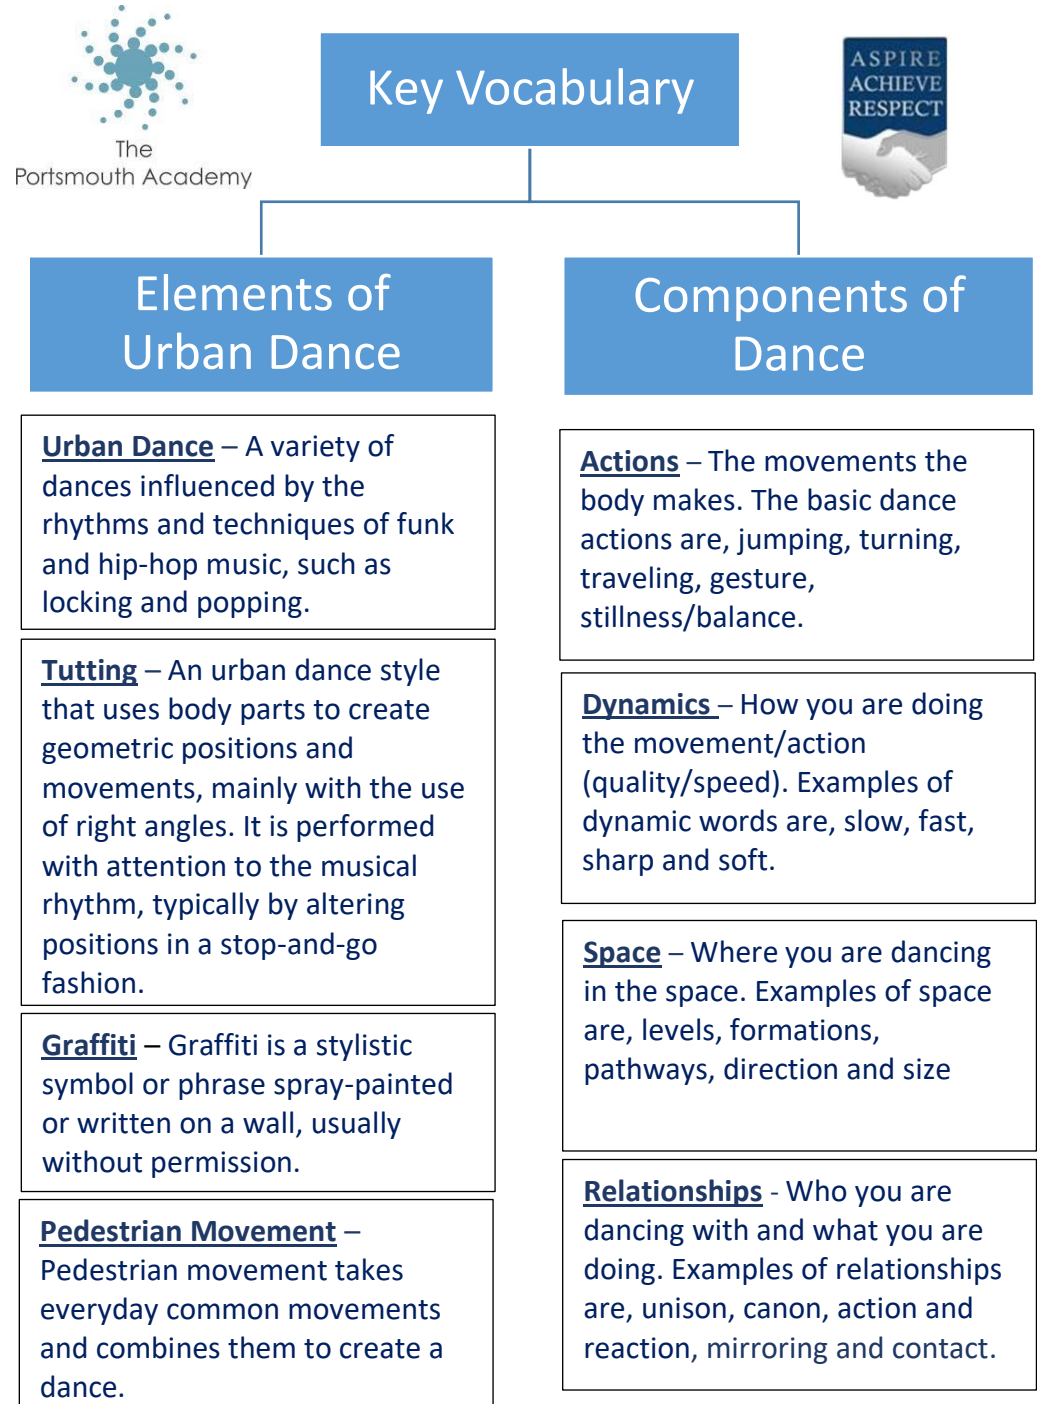 The
Portsmouth Academy
Key Vocabulary
ASPIRE
ACHIEVE
RESPECT
Elements of
Urban Dance
Urban Dance – A variety of
dances influenced by the
rhythms and techniques of funk
and hip-hop music, such as
locking and popping.
Tutting – An urban dance style
that uses body parts to create
geometric positions and
movements, mainly with the use
of right angles. It is performed
with attention to the musical
rhythm, typically by altering
positions in a stop-and-go
fashion.
Graffiti – Graffiti is a stylistic
symbol or phrase spray-painted
or written on a wall, usually
without permission.
Pedestrian Movement –
Pedestrian movement takes
everyday common movements
and combines them to create a
dance.
Components of
Dance
Actions – The movements the
body makes. The basic dance
actions are, jumping, turning,
traveling, gesture,
stillness/balance.
Dynamics – How you are doing
the movement/action
(quality/speed). Examples of
dynamic words are, slow, fast,
sharp and soft.
Space – Where you are dancing
in the space. Examples of space
are, levels, formations,
pathways, direction and size
Relationships - Who you are
dancing with and what you are
doing. Examples of relationships
are, unison, canon, action and
reaction, mirroring and contact.